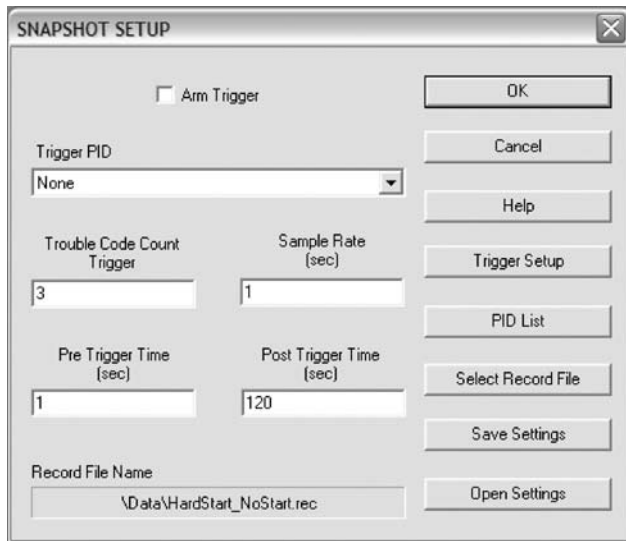 SNAPSHOT SETUP
Arm Trigger
OK
Trigger PID
None
Cancel
Help
Trouble Code Count
Trigger
3
Sample Rate
(sec)
1
Trigger Setup
PID List
Pre Trigger Time
(sec)
1
Post Trigger Time
(sec)
120
Select Record File
Save Settings
Record File Name
\Data\HardStart_NoStart.rec
Open Settings